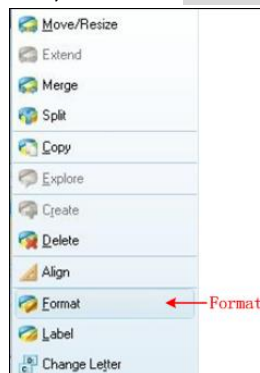 Move/Resize
Extend
Merge
Split
Copy
Explore
Create
Delete
Align
Format
Format
Label
Change Letter